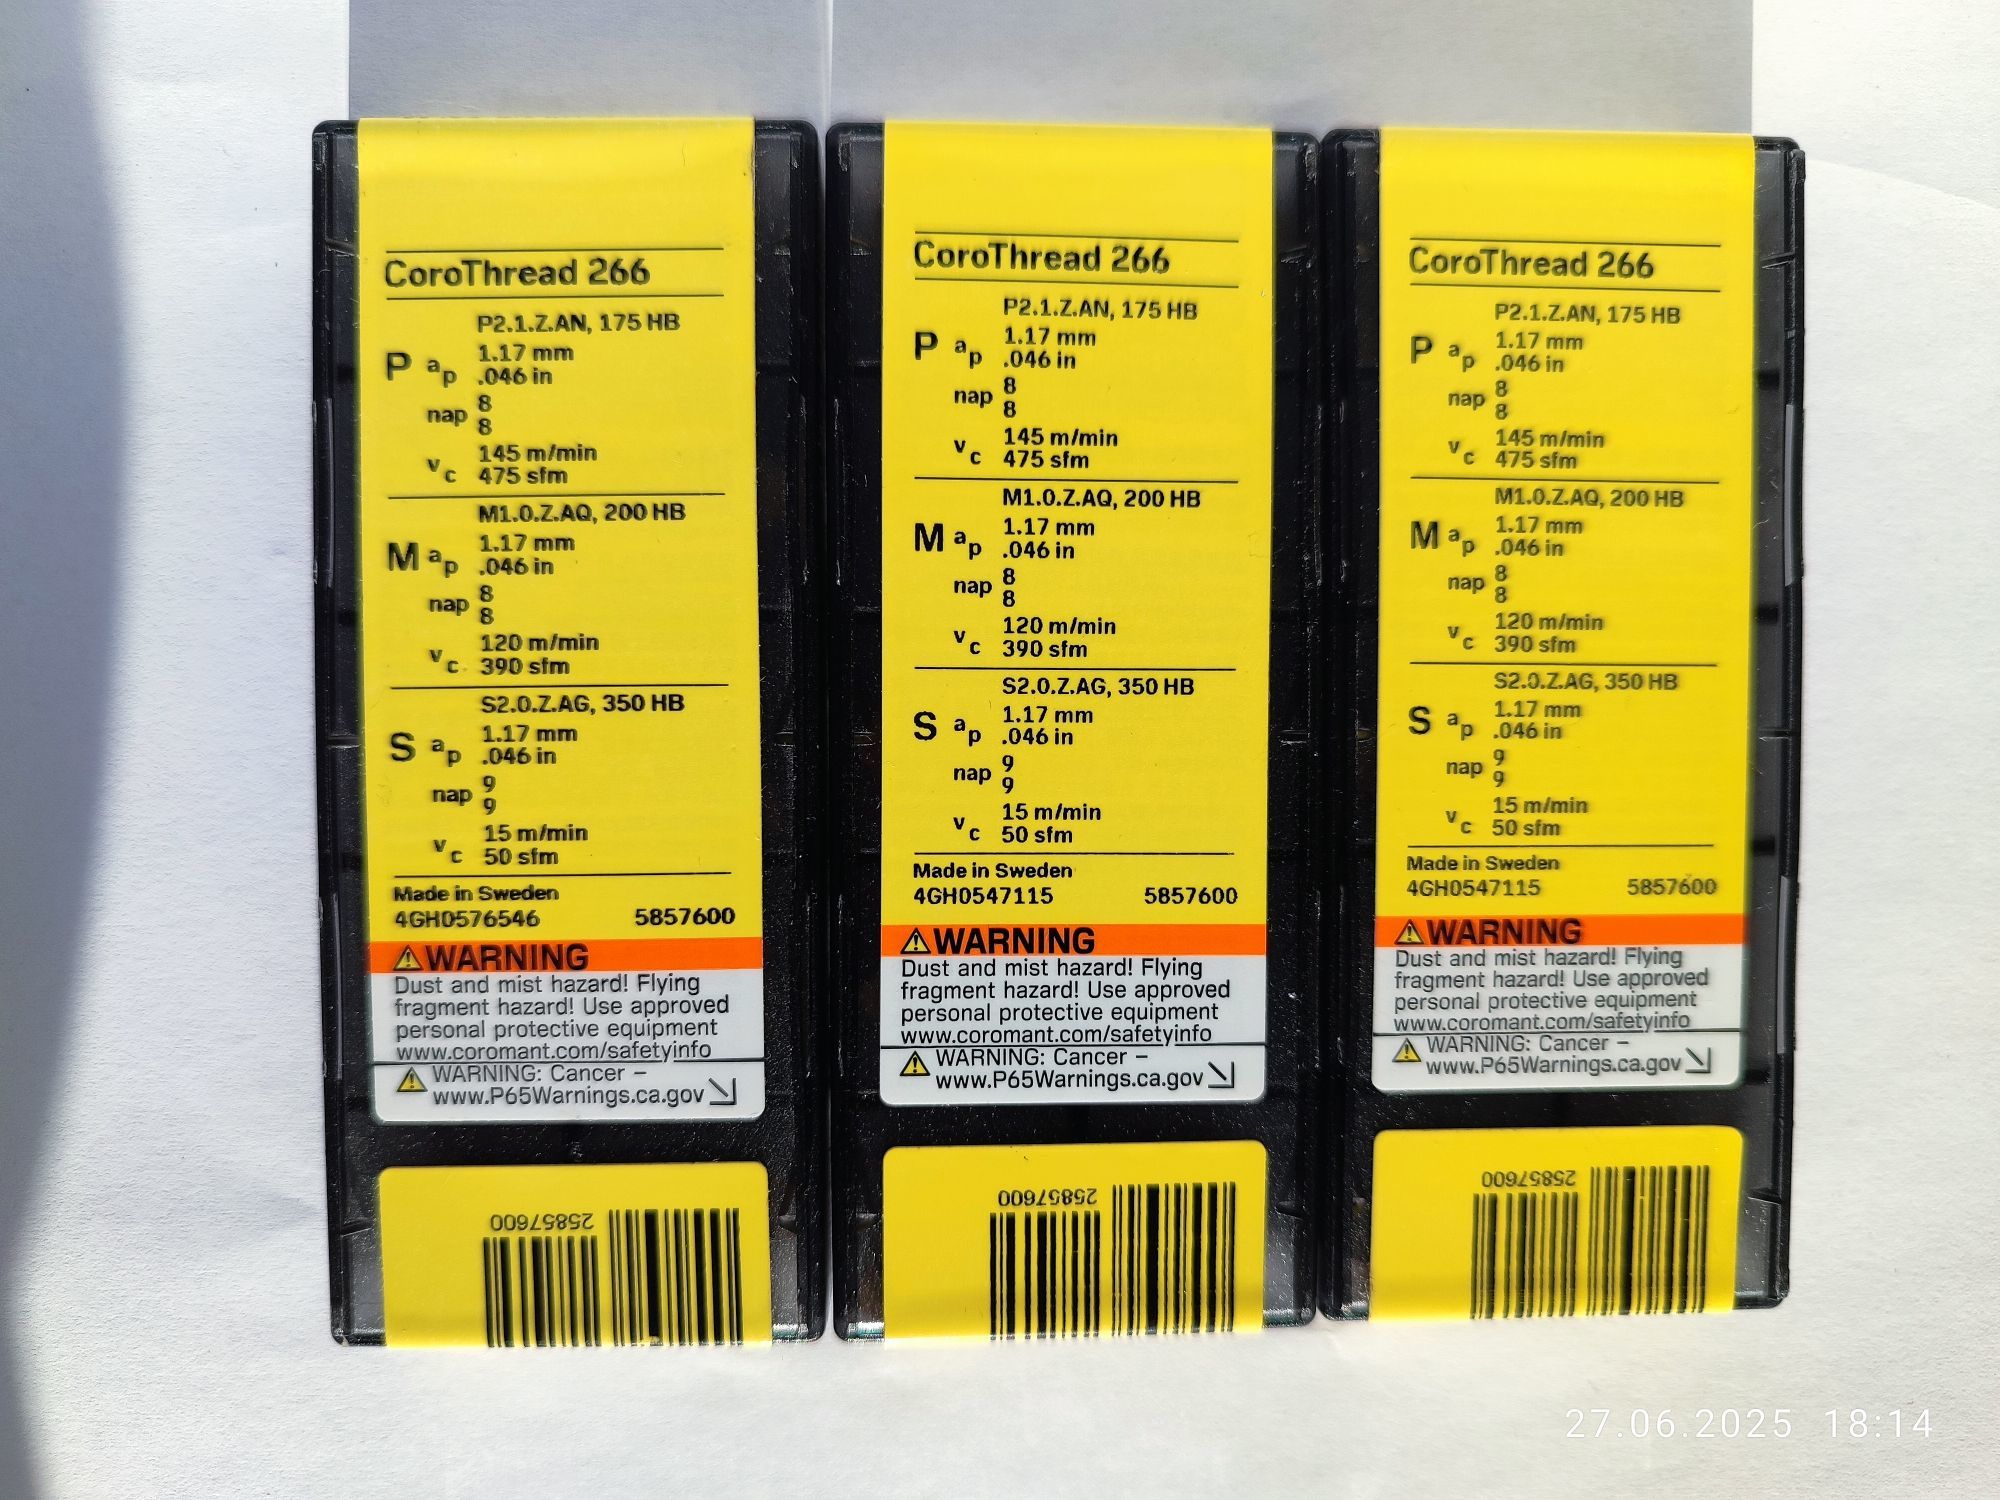 CoroThread 266
P2.1.Z.AN, 175 HB
P ap 1.17 mm
.046 in
nap 8
8
vc 145 m/min
475 sfm
M1.0.Z.AQ, 200 HB
M ap 1.17 mm
.046 in
nap 8
8
vc 120 m/min
390 sfm
S2.0.Z.AG, 350 HB
S ap 1.17 mm
.046 in
nap 9
9
vc 15 m/min
50 sfm
Made in Sweden
4GH0576546 5857600
WARNING
Dust and mist hazard! Flying
fragment hazard! Use approved
personal protective equipment
www.coromant.com/safetyinfo
WARNING: Cancer –
www.P65Warnings.ca.gov
25857600
CoroThread 266
P2.1.Z.AN, 175 HB
P ap 1.17 mm
.046 in
nap 8
8
vc 145 m/min
475 sfm
M1.0.Z.AQ, 200 HB
M ap 1.17 mm
.046 in
nap 8
8
vc 120 m/min
390 sfm
S2.0.Z.AG, 350 HB
S ap 1.17 mm
.046 in
nap 9
9
vc 15 m/min
50 sfm
Made in Sweden
4GH0547115 5857600
WARNING
Dust and mist hazard! Flying
fragment hazard! Use approved
personal protective equipment
www.coromant.com/safetyinfo
WARNING: Cancer –
www.P65Warnings.ca.gov
25857600
CoroThread 266
P2.1.Z.AN, 175 HB
P ap 1.17 mm
.046 in
nap 8
8
vc 145 m/min
475 sfm
M1.0.Z.AQ, 200 HB
M ap 1.17 mm
.046 in
nap 8
8
vc 120 m/min
390 sfm
S2.0.Z.AG, 350 HB
S ap 1.17 mm
.046 in
nap 9
9
vc 15 m/min
50 sfm
Made in Sweden
4GH0547115 5857600
WARNING
Dust and mist hazard! Flying
fragment hazard! Use approved
personal protective equipment
www.coromant.com/safetyinfo
WARNING: Cancer –
www.P65Warnings.ca.gov
25857600
27.06.2025 18:14